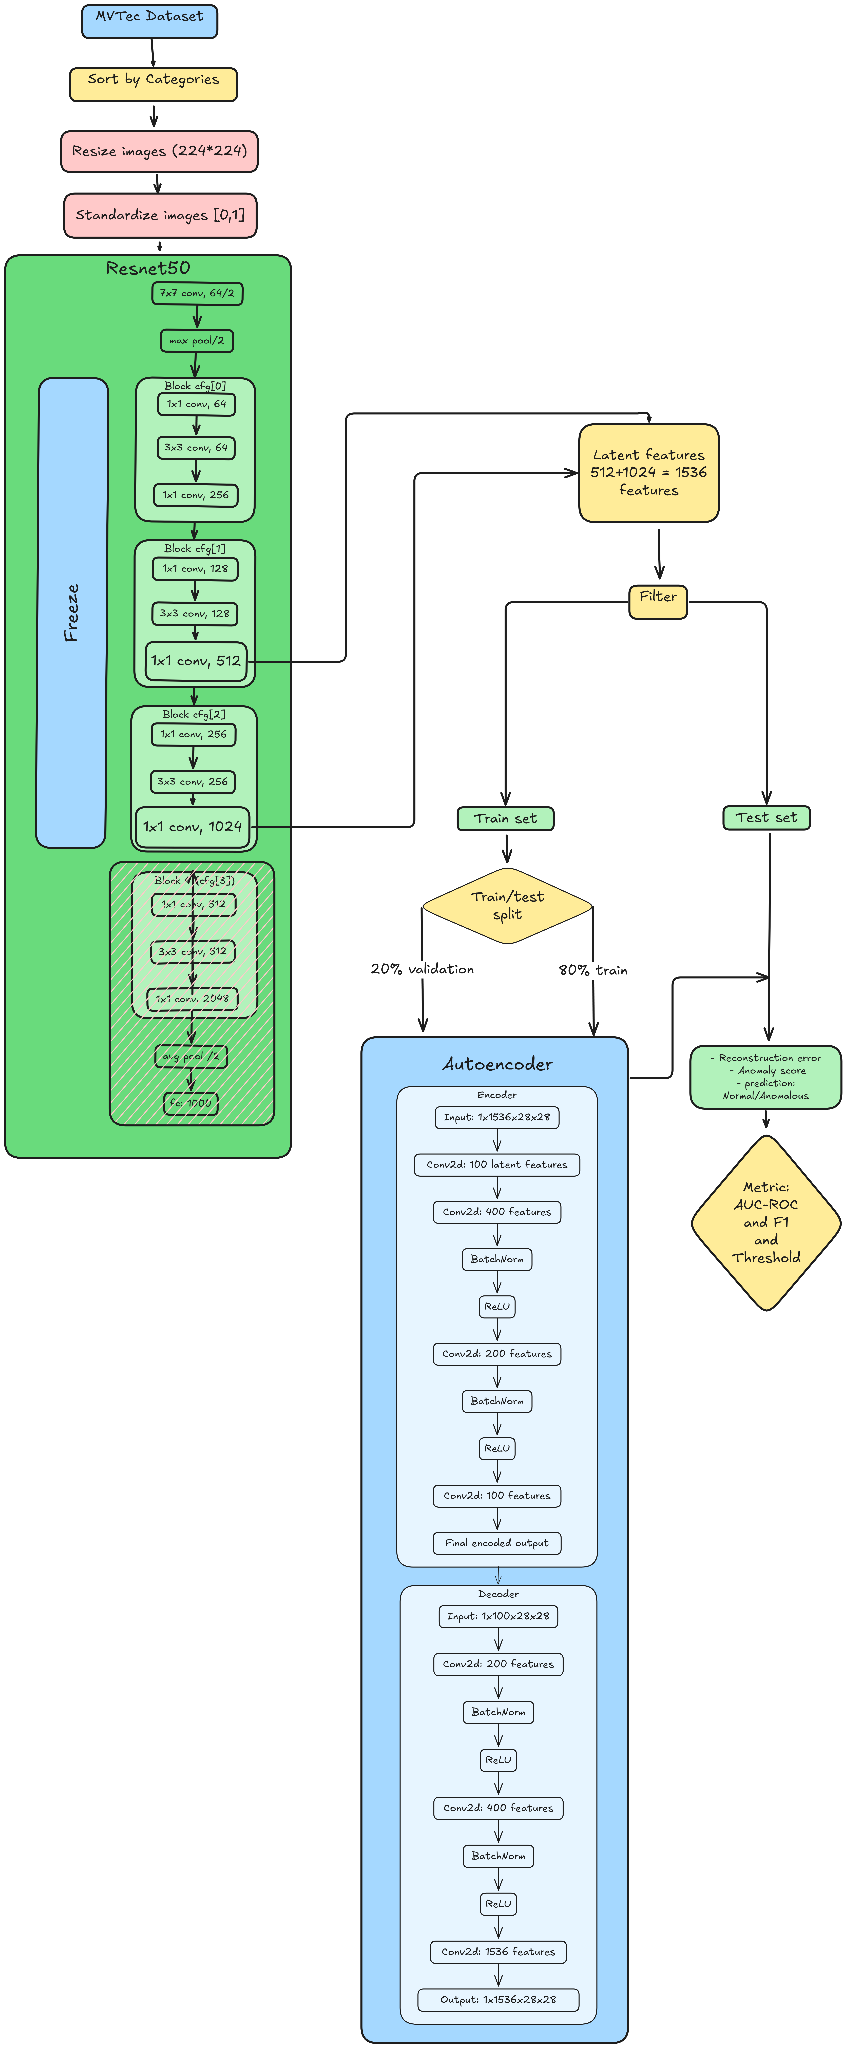 MVTec Dataset
Sort by Categories
Resize images (224*224)
Standardize images [0,1]
Resnet50
7x7 conv, 64/2
max pool/2
Freeze
Block cfg[0]
1x1 conv, 64
3x3 conv, 64
1x1 conv, 256
Block cfg[1]
1x1 conv, 128
3x3 conv, 128
1x1 conv, 512
Block cfg[2]
1x1 conv, 256
3x3 conv, 256
1x1 conv, 1024
Block 4 (cfg[3])
1x1 conv, 512
3x3 conv, 512
1x1 conv, 2048
avg pool /2
fc: 1000
Latent features
512+1024 = 1536
features
Filter
Train set
Test set
Train/test
split
20% validation
80% train
Autoencoder
Encoder
Input: 1x1536x28x28
Conv2d: 100 latent features
Conv2d: 400 features
BatchNorm
ReLU
Conv2d: 200 features
BatchNorm
ReLU
Conv2d: 100 features
Final encoded output
Decoder
Input: 1x100x28x28
Conv2d: 200 features
BatchNorm
ReLU
Conv2d: 400 features
BatchNorm
ReLU
Conv2d: 1536 features
Output: 1x1536x28x28
- Reconstruction error
- Anomaly score
- prediction:
Normal/Anomalous
Metric:
AUC-ROC
and F1
and
Threshold